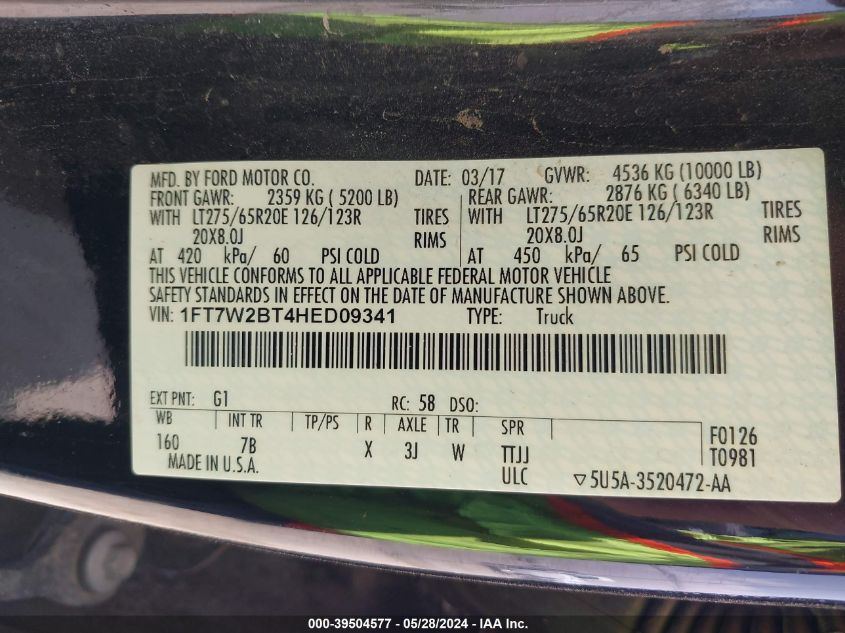 MFD. BY FORD MOTOR CO. DATE: 03/17 GVWR: 4536 KG (10000 LB)
FRONT GAWR: 2359 KG ( 5200 LB) REAR GAWR: 2876 KG ( 6340 LB)
WITH LT275/65R20E 126/123R TIRES WITH LT275/65R20E 126/123R TIRES
20X8.0J RIMS 20X8.0J RIMS
AT 420 kPa/ 60 PSI COLD AT 450 kPa/ 65 PSI COLD
THIS VEHICLE CONFORMS TO ALL APPLICABLE FEDERAL MOTOR VEHICLE
SAFETY STANDARDS IN EFFECT ON THE DATE OF MANUFACTURE SHOWN ABOVE.
VIN: 1FT7W2BT4HED09341 TYPE: Truck
EXT PNT: G1 RC: 58 DSO:
WB INT TR TP/PS R AXLE TR SPR
160 7B X 3J W TTJJ F0126
MADE IN U.S.A. ULC T0981
▽5U5A-3520472-AA
000-39504577 - 05/28/2024 - IAA Inc.